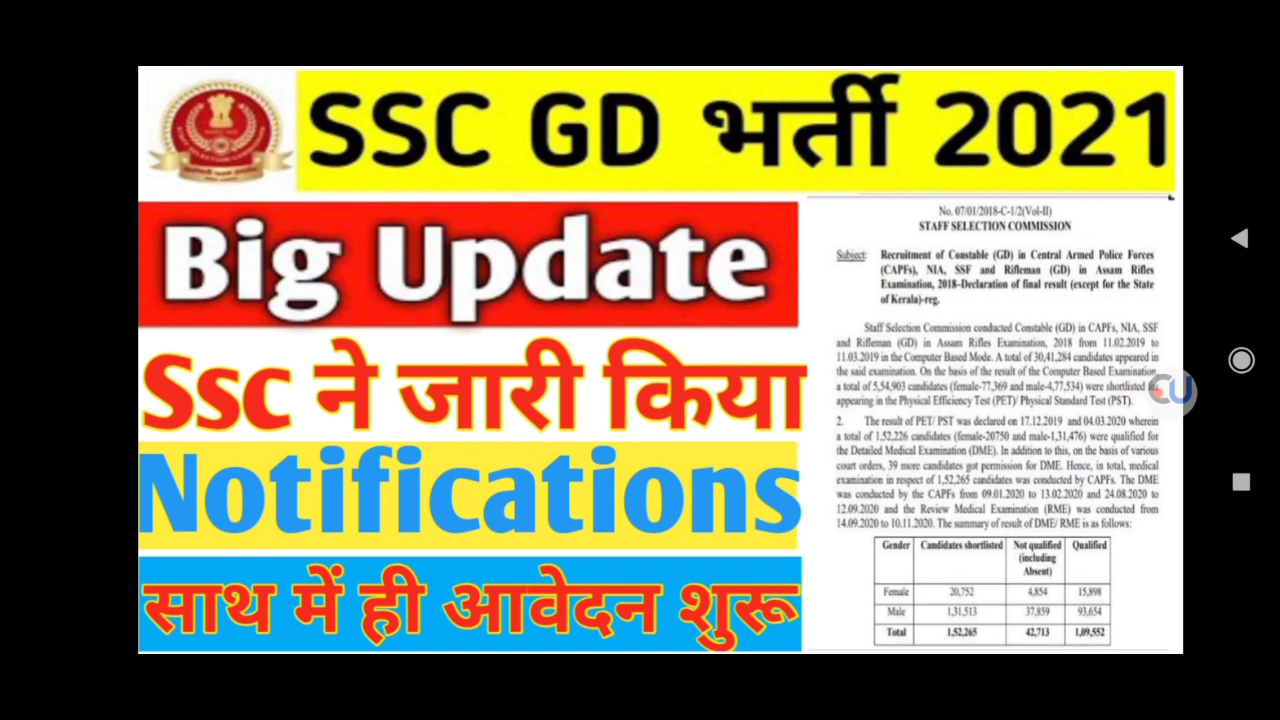 SSC GD भर्ती 2021
Big Update
Ssc ने जारी किया
Notifications
साथ में ही आवेदन शुरू
No. 07/01/2018-C-1/2(Vol-II)
STAFF SELECTION COMMISSION
Subject: Recruitment of Constable (GD) in Central Armed Police Forces
(CAPFs), NIA, SSF and Rifleman (GD) in Assam Rifles
Examination, 2018–Declaration of final result (except for the State
of Kerala)-reg.
Staff Selection Commission conducted Constable (GD) in CAPFs, NIA, SSF
and Rifleman (GD) in Assam Rifles Examination, 2018 from 11.02.2019 to
11.03.2019 in the Computer Based Mode. A total of 30,41,284 candidates appeared in
the said examination. On the basis of the result of the Computer Based Examination,
a total of 5,54,903 candidates (female-77,369 and male-4,77,534) were shortlisted
appearing in the Physical Efficiency Test (PET)/ Physical Standard Test (PST).
2. The result of PET/ PST was declared on 17.12.2019 and 04.03.2020 wherein
a total of 1,52,226 candidates (female-20750 and male-1,31,476) were qualified for
the Detailed Medical Examination (DME). In addition to this, on the basis of various
court orders, 39 more candidates got permission for DME. Hence, in total, medical
examination in respect of 1,52,265 candidates was conducted by CAPFs. The DME
was conducted by the CAPFs from 09.01.2020 to 13.02.2020 and 24.08.2020 to
12.09.2020 and the Review Medical Examination (RME) was conducted from
14.09.2020 to 10.11.2020. The summary of result of DME/ RME is as follows:
Gender Candidates shortlisted Not qualified (including Absent) Qualified
Female 20,752 4,854 15,898
Male 1,31,513 37,859 93,654
Total 1,52,265 42,713 1,09,552
CU